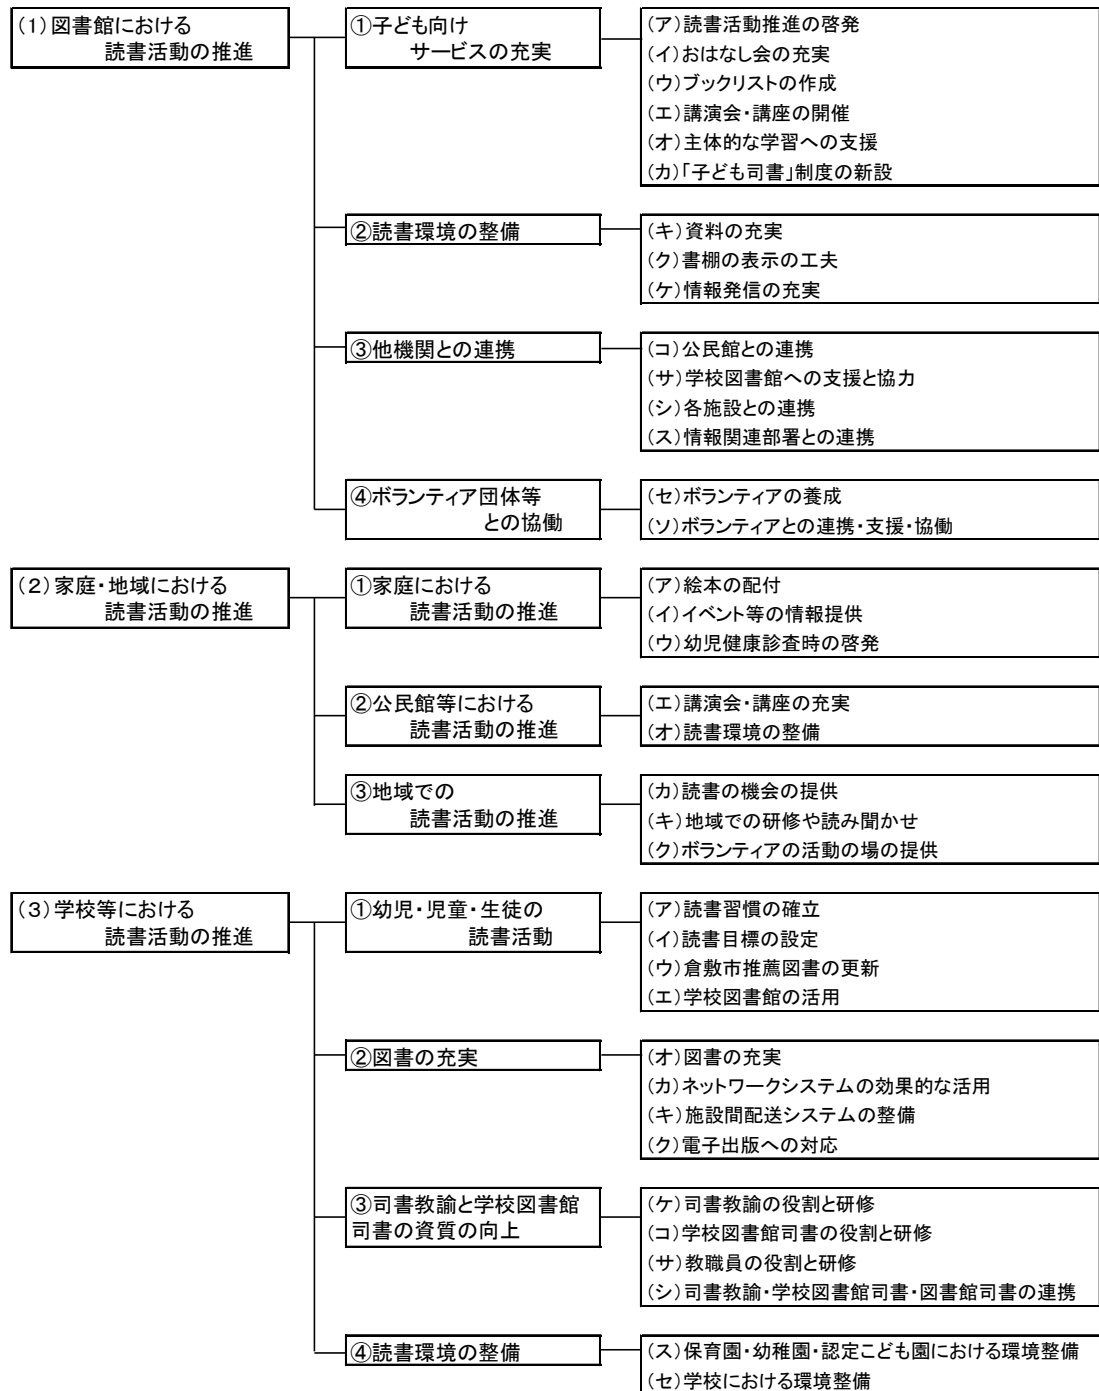 (1)図書館における
読書活動の推進
①子ども向け
サービスの充実
(ア)読書活動推進の啓発
(イ)おはなし会の充実
(ウ)ブックリストの作成
(エ)講演会・講座の開催
(オ)主体的な学習への支援
(カ)「子ども司書」制度の新設
②読書環境の整備
(キ)資料の充実
(ク)書棚の表示の工夫
(ケ)情報発信の充実
③他機関との連携
(コ)公民館との連携
(サ)学校図書館への支援と協力
(シ)各施設との連携
(ス)情報関連部署との連携
④ボランティア団体等
との協働
(セ)ボランティアの養成
(ソ)ボランティアとの連携・支援・協働
(2)家庭・地域における
読書活動の推進
①家庭における
読書活動の推進
(ア)絵本の配付
(イ)イベント等の情報提供
(ウ)幼児健康診査時の啓発
②公民館等における
読書活動の推進
(エ)講演会・講座の充実
(オ)読書環境の整備
③地域での
読書活動の推進
(カ)読書の機会の提供
(キ)地域での研修や読み聞かせ
(ク)ボランティアの活動の場の提供
(3)学校等における
読書活動の推進
①幼児・児童・生徒の
読書活動
(ア)読書習慣の確立
(イ)読書目標の設定
(ウ)倉敷市推薦図書の更新
(エ)学校図書館の活用
②図書の充実
(オ)図書の充実
(カ)ネットワークシステムの効果的な活用
(キ)施設間配送システムの整備
(ク)電子出版への対応
③司書教諭と学校図書館
司書の資質の向上
(ケ)司書教諭の役割と研修
(コ)学校図書館司書の役割と研修
(サ)教職員の役割と研修
(シ)司書教諭・学校図書館司書・図書館司書の連携
④読書環境の整備
(ス)保育園・幼稚園・認定こども園における環境整備
(セ)学校における環境整備